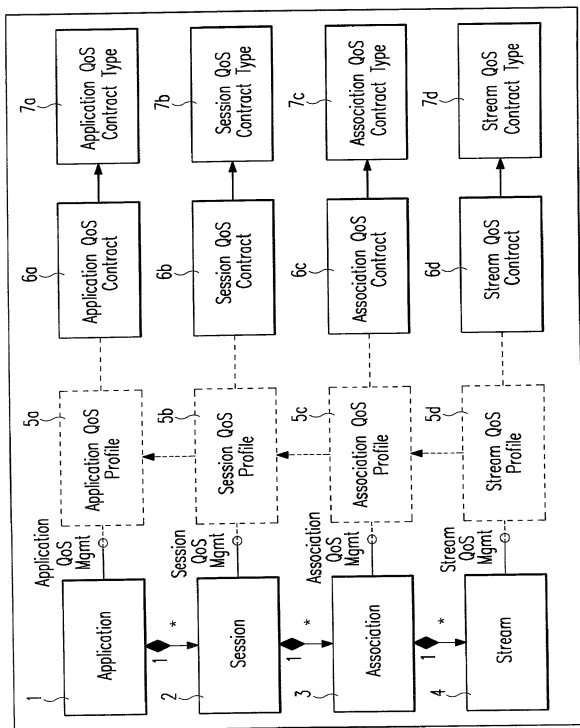 1
Application
Application
QoS
Mgmt
5a
Application QoS
Profile
6a
Application QoS
Contract
7a
Application QoS
Contract Type
1
*
2
Session
Session
QoS
Mgmt
5b
Session QoS
Profile
6b
Session QoS
Contract
7b
Session QoS
Contract Type
1
*
3
Association
Association
QoS
Mgmt
5c
Association QoS
Profile
6c
Association QoS
Contract
7c
Association QoS
Contract Type
1
*
4
Stream
Stream
QoS
Mgmt
5d
Stream QoS
Profile
6d
Stream QoS
Contract
7d
Stream QoS
Contract Type